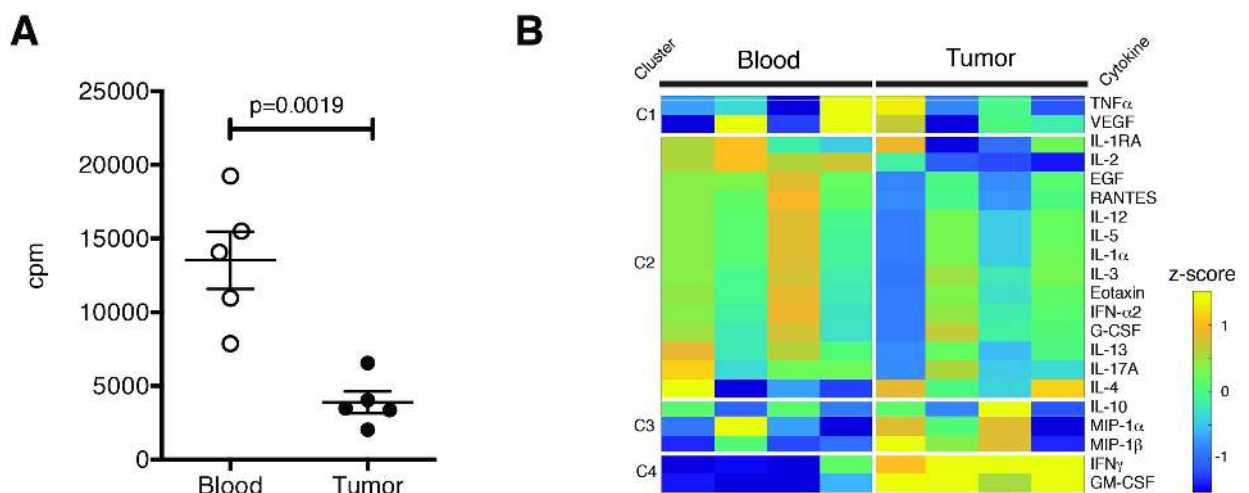 A
p=0.0019
25000
20000
15000
10000
5000
0
cpm
Blood
Tumor
B
Cluster
Blood
Tumor
Cytokine
C1
C2
C3
C4
TNFα
VEGF
IL-1RA
IL-2
EGF
RANTES
IL-12
IL-5
IL-1α
IL-3
Eotaxin
IFN-α2
G-CSF
IL-13
IL-17A
IL-4
IL-10
MIP-1α
MIP-1β
IFNγ
GM-CSF
z-score
1
0
-1